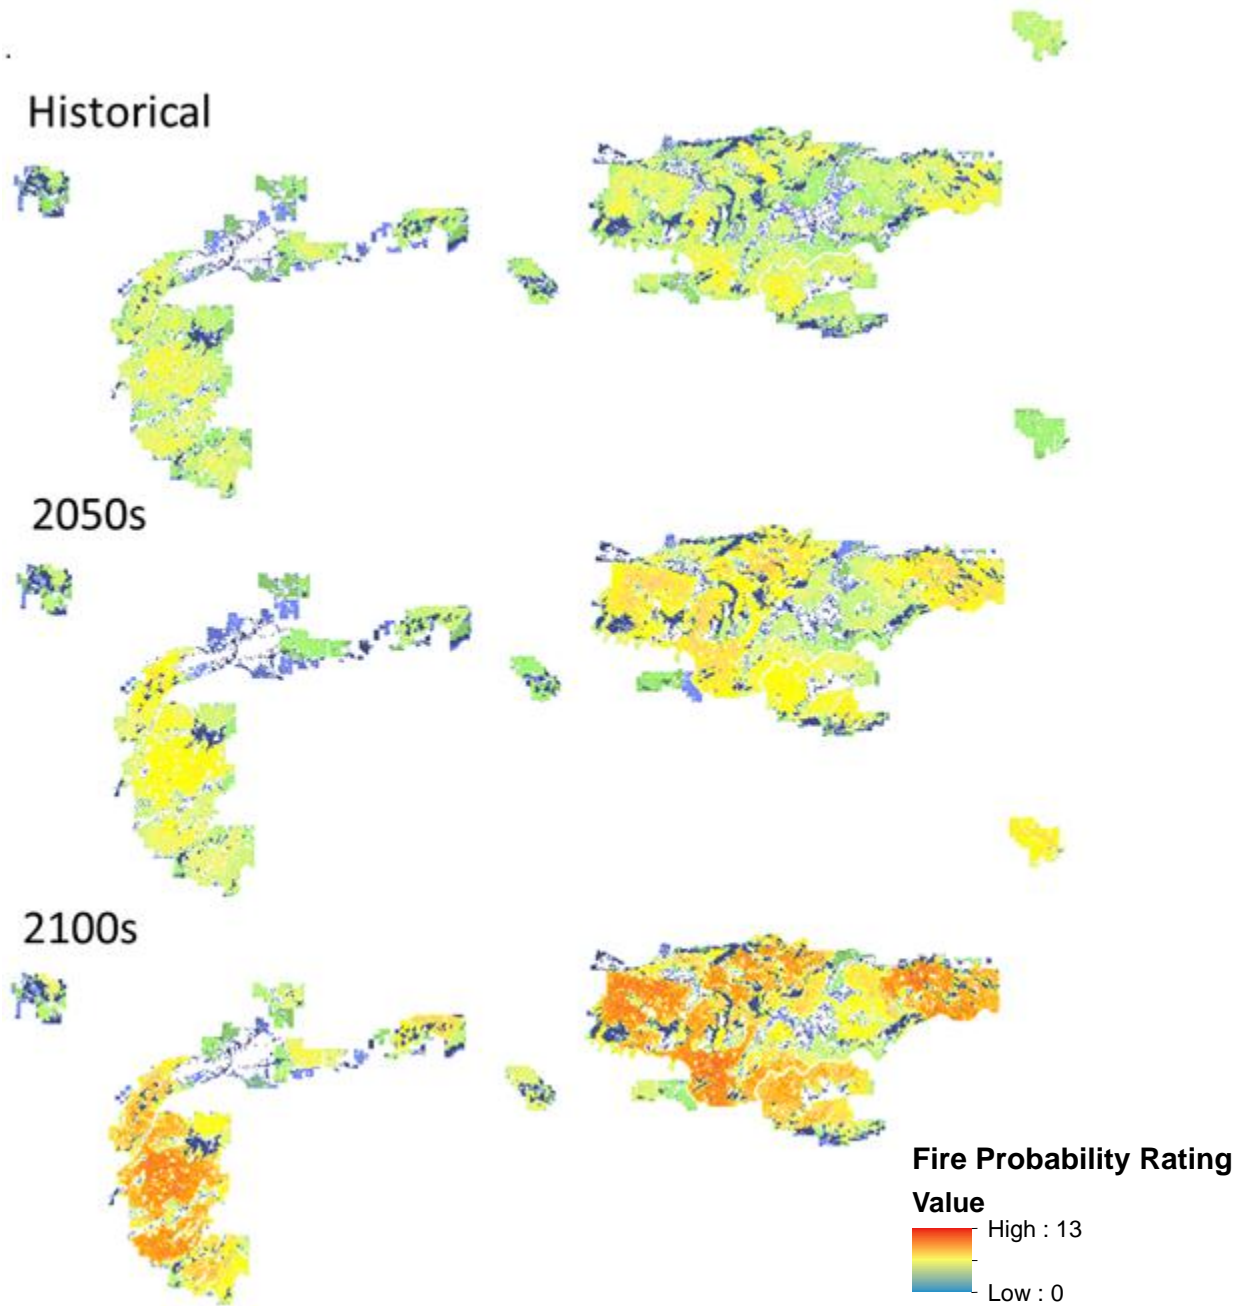 Historical
2050s
2100s
Fire Probability Rating
Value
High : 13
Low : 0